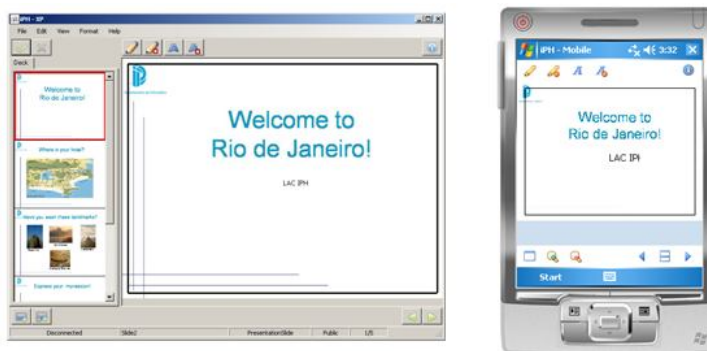 iPH - XP
File Edit View Format Help
Deck
Welcome to
Rio de Janeiro!
Where is your hotel?
Have you seen these landmarks?
Express your impression!
Welcome to
Rio de Janeiro!
LAC IPH
Disconnected Slide2 PresentationSlide Public 1/5
iPH - Mobile 3:32
Welcome to
Rio de Janeiro!
LAC IPH
Start